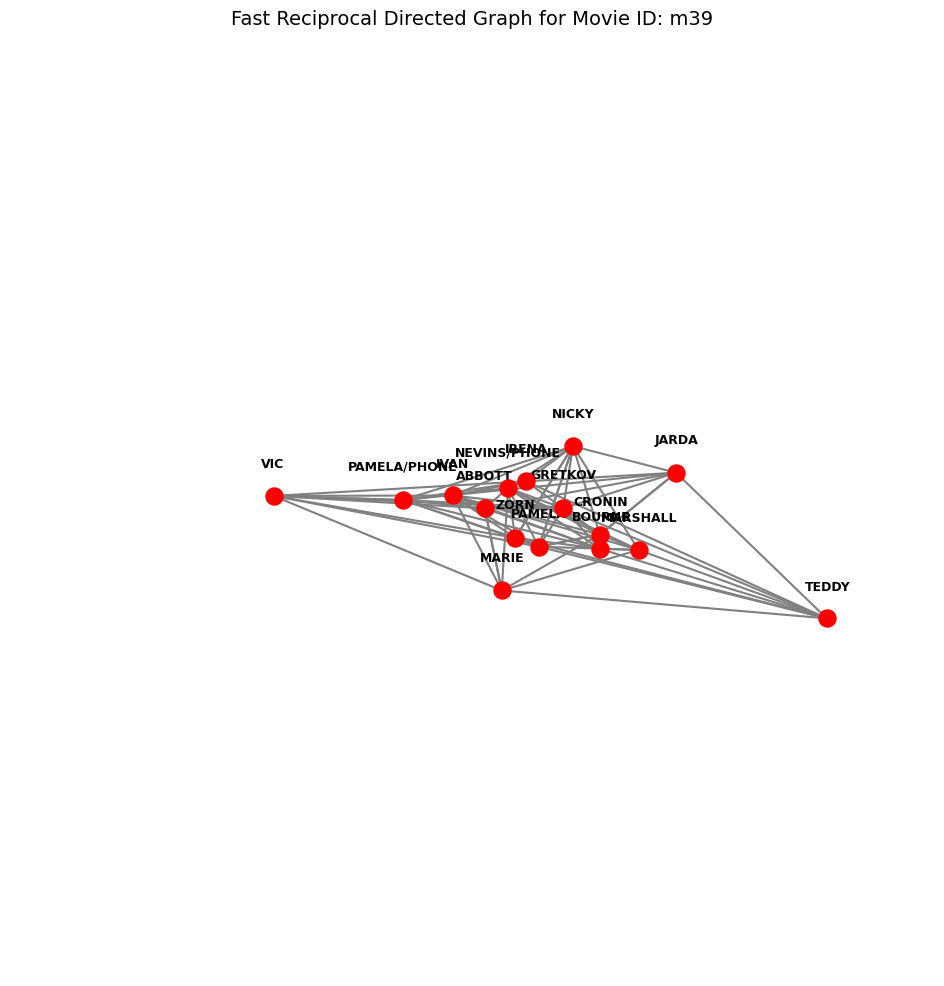 Fast Reciprocal Directed Graph for Movie ID: m39
NICKY
JARDA
IRENA
NEVINS/PHONE
VIC
PAMELA/PHONE
IVAN
ABBOTT
GRETKOV
ZORN
CRONIN
PAMELA
BOURNE
MARSHALL
MARIE
TEDDY